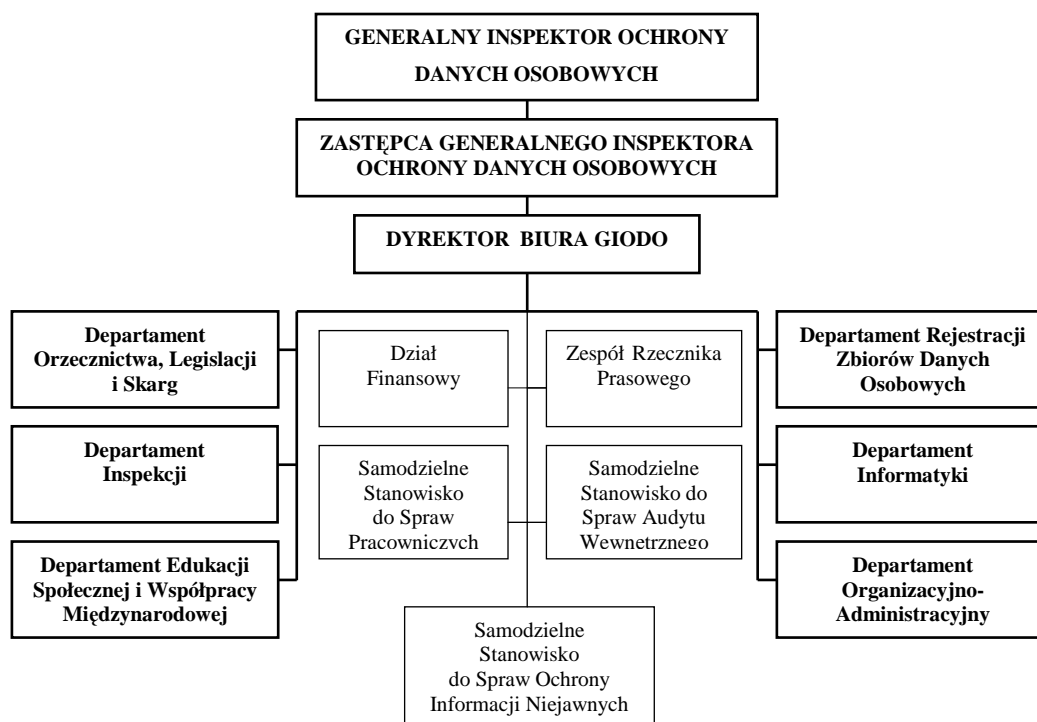 GENERALNY INSPEKTOR OCHRONY
DANYCH OSOBOWYCH
ZASTĘPCA GENERALNEGO INSPEKTORA
OCHRONY DANYCH OSOBOWYCH
DYREKTOR BIURA GIODO
Departament
Orzecznictwa, Legislacji
i Skarg
Dział
Finansowy
Zespół Rzecznika
Prasowego
Departament Rejestracji
Zbiorów Danych
Osobowych
Departament
Inspekcji
Samodzielne
Stanowisko
do Spraw
Pracowniczych
Samodzielne
Stanowisko do
Spraw Audytu
Wewnętrznego
Departament
Informatyki
Departament Edukacji
Społecznej i Współpracy
Międzynarodowej
Departament
Organizacyjno-
Administracyjny
Samodzielne
Stanowisko
do Spraw Ochrony
Informacji Niejawnych